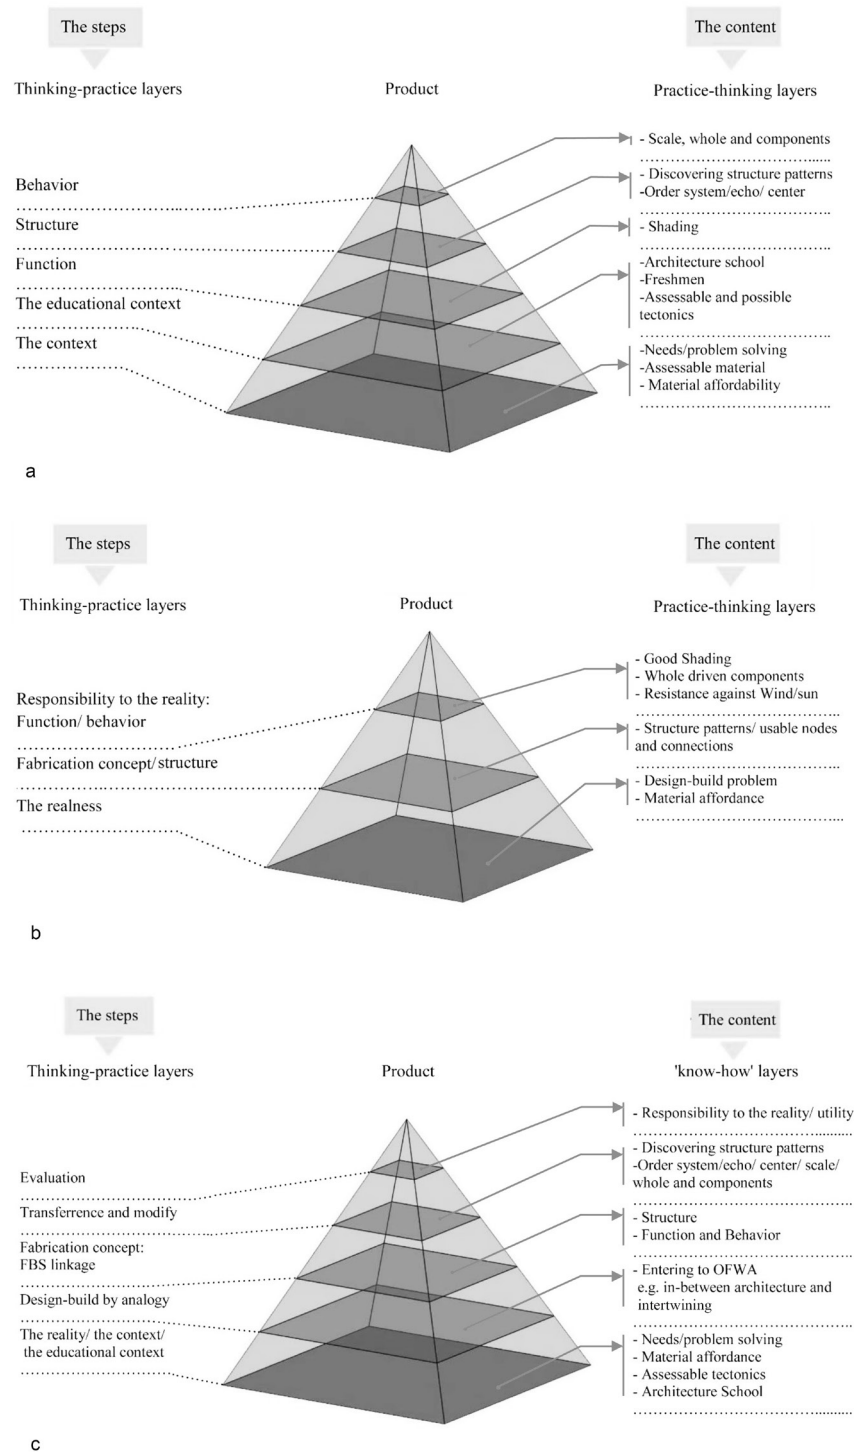 The steps
The content
Thinking-practice layers
Product
Practice-thinking layers
Behavior
Structure
Function
The educational context
The context
- Scale, whole and components
- Discovering structure patterns
-Order system/echo/ center
- Shading
-Architecture school
-Freshmen
-Assessable and possible
tectonics
-Needs/problem solving
-Assessable material
- Material affordability
a
The steps
The content
Thinking-practice layers
Product
Practice-thinking layers
Responsibility to the reality:
Function/ behavior
Fabrication concept/structure
The realness
- Good Shading
- Whole driven components
- Resistance against Wind/sun
- Structure patterns/ usable nodes
and connections
- Design-build problem
- Material affordance
b
The steps
The content
Thinking-practice layers
Product
'know-how' layers
Evaluation
Transferrence and modify
Fabrication concept:
FBS linkage
Design-build by analogy
The reality/ the context/
the educational context
- Responsibility to the reality/ utility
- Discovering structure patterns
-Order system/echo/ center/ scale/
whole and components
- Structure
- Function and Behavior
- Entering to OFWA
e.g. in-between architecture and
intertwining
- Needs/problem solving
- Material affordance
- Assessable tectonics
- Architecture School
c